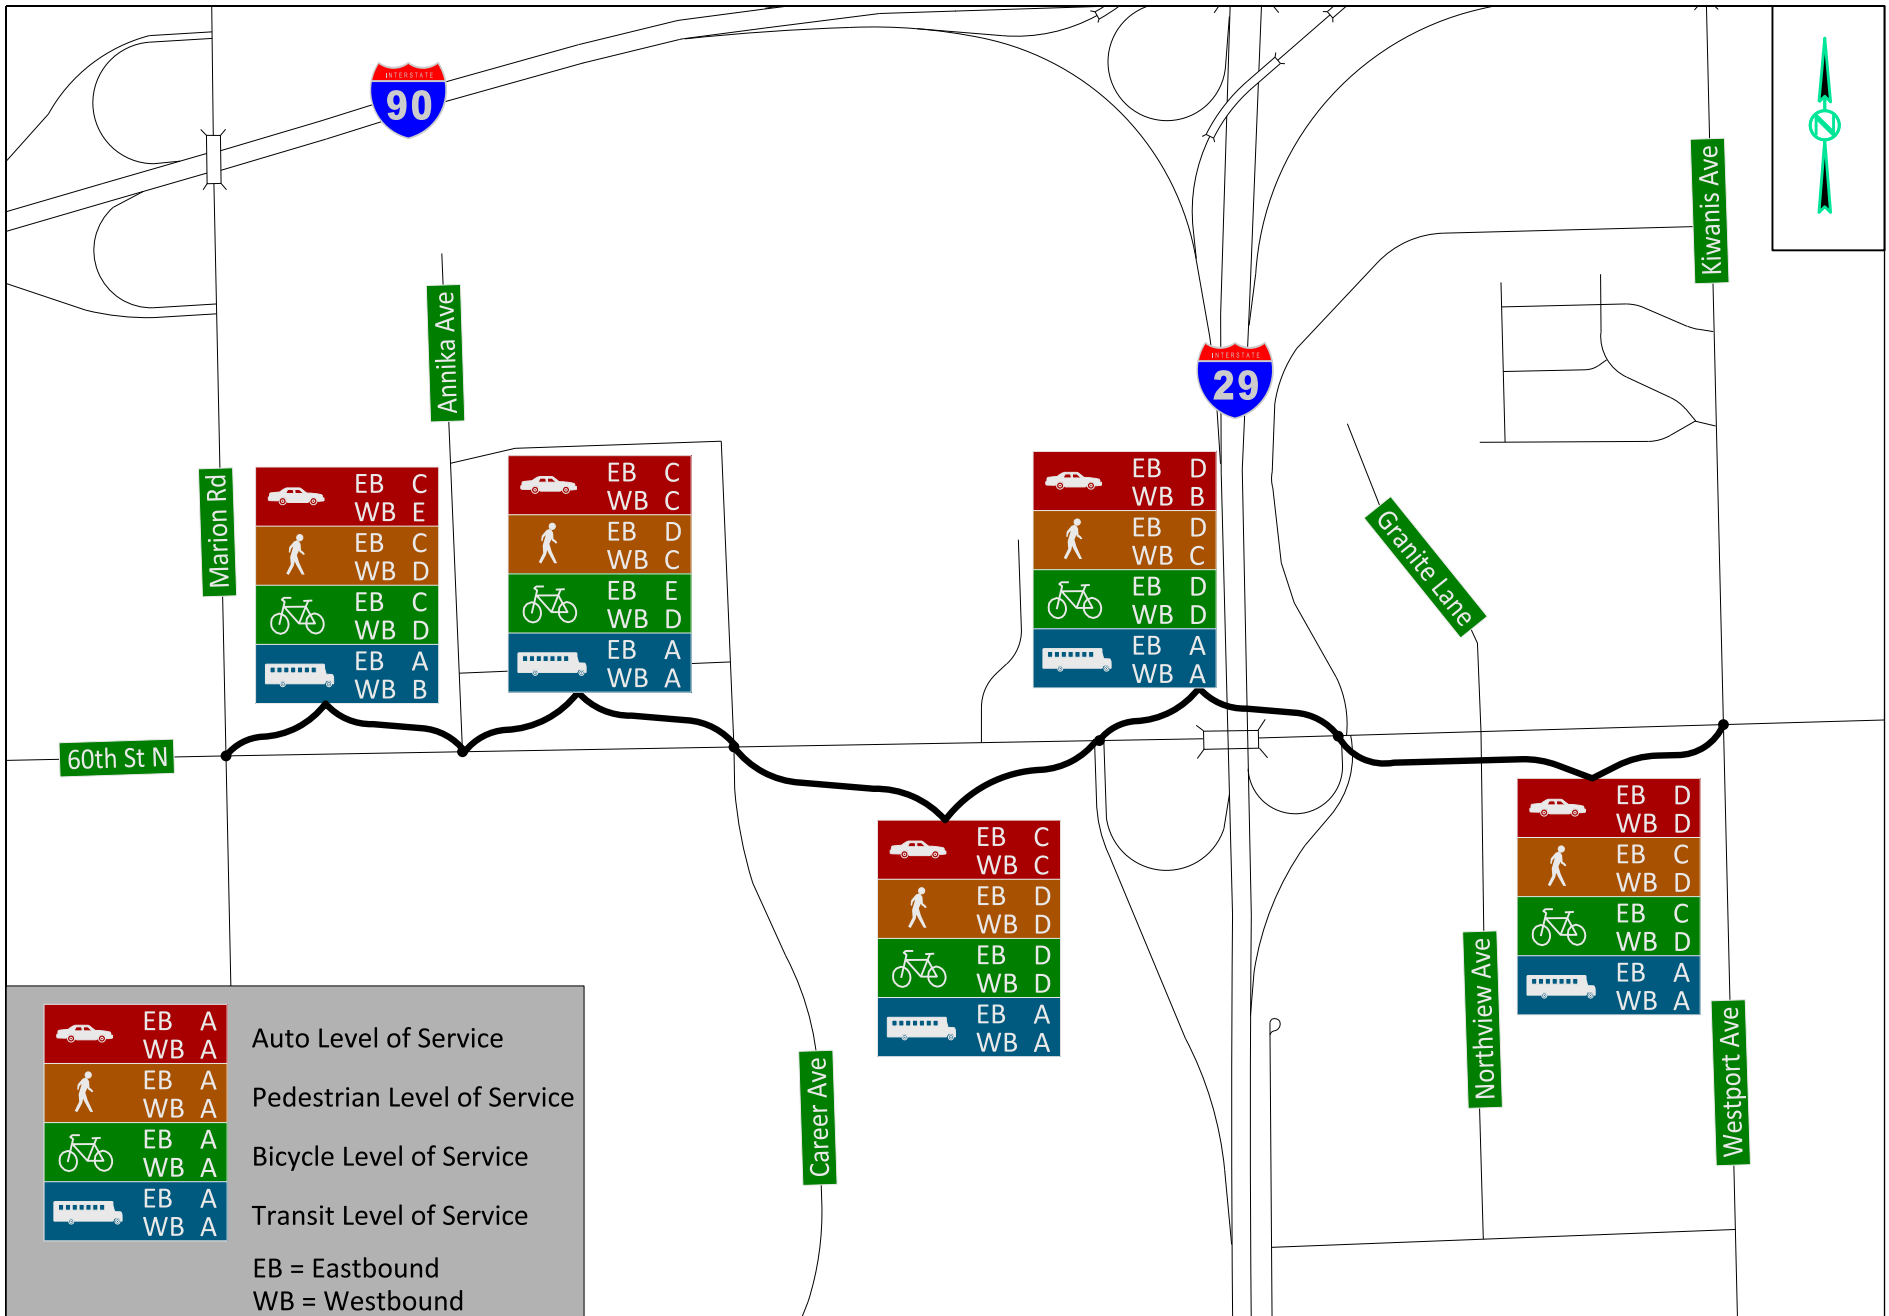 INTERSTATE
90
INTERSTATE
29
Kiwanis Ave
Annika Ave
Marion Rd
Granite Lane
60th St N
EB C
WB E
EB C
WB D
EB C
WB D
EB A
WB B
EB C
WB C
EB D
WB C
EB E
WB D
EB A
WB A
EB D
WB B
EB D
WB C
EB D
WB D
EB A
WB A
EB C
WB C
EB D
WB D
EB D
WB D
EB A
WB A
EB D
WB D
EB C
WB D
EB C
WB D
EB A
WB A
Career Ave
Northview Ave
Westport Ave
EB A
WB A
Auto Level of Service
EB A
WB A
Pedestrian Level of Service
EB A
WB A
Bicycle Level of Service
EB A
WB A
Transit Level of Service
EB = Eastbound
WB = Westbound
N